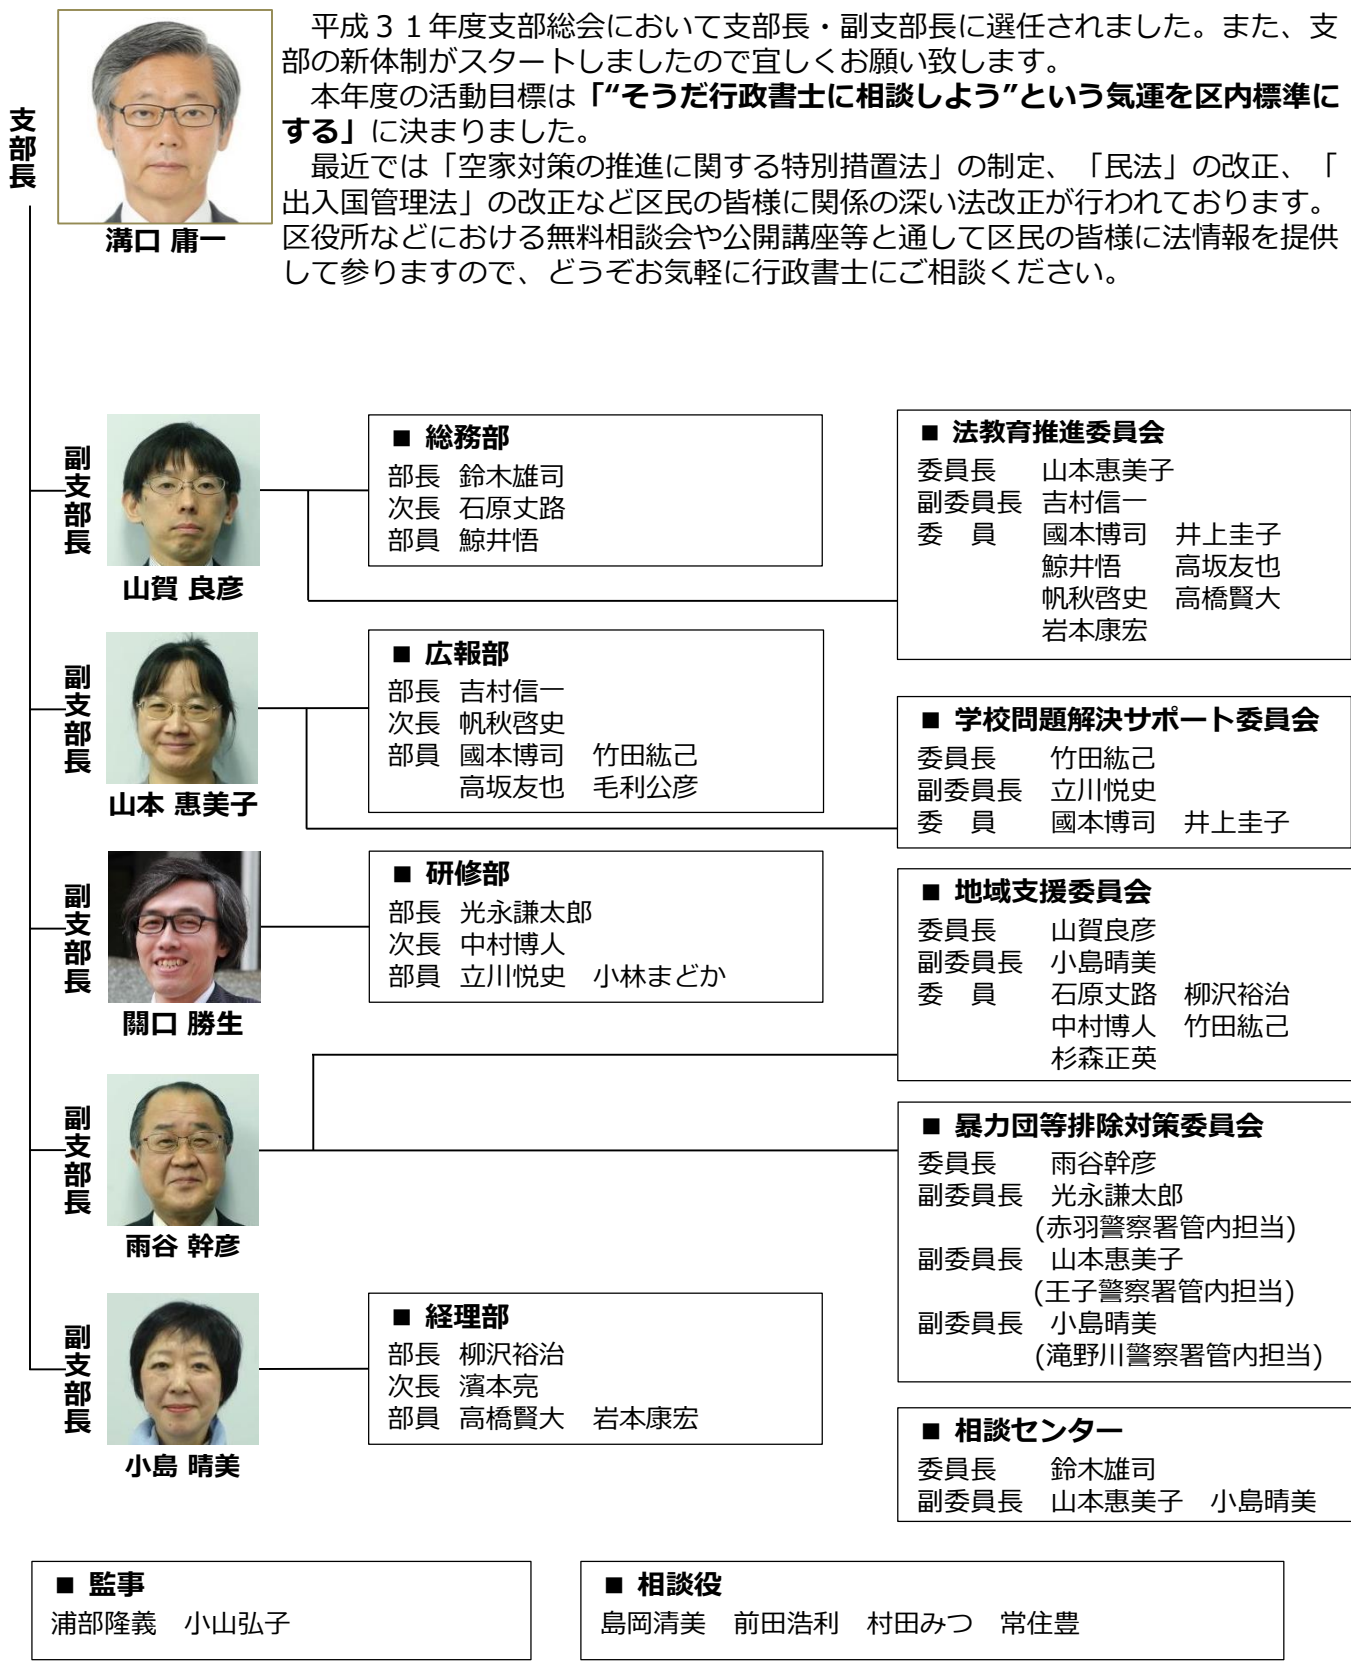 平成３１年度支部総会において支部長・副支部長に選任されました。また、支
部の新体制がスタートしましたので宜しくお願い致します。
本年度の活動目標は「“そうだ行政書士に相談しよう”という気運を区内標準に
する」に決まりました。
最近では「空家対策の推進に関する特別措置法」の制定、「民法」の改正、「
出入国管理法」の改正など区民の皆様に関係の深い法改正が行われております。
区役所などにおける無料相談会や公開講座等と通して区民の皆様に法情報を提供
して参りますので、どうぞお気軽に行政書士にご相談ください。
支部長
溝口 庸一
副支部長
山賀 良彦
■ 総務部
部長 鈴木雄司
次長 石原丈路
部員 鯨井悟
■ 法教育推進委員会
委員長 山本惠美子
副委員長 吉村信一
委　員 國本博司 井上圭子
鯨井悟 高坂友也
帆秋啓史 高橋賢大
岩本康宏
副支部長
山本 惠美子
■ 広報部
部長 吉村信一
次長 帆秋啓史
部員 國本博司 竹田紘己
高坂友也 毛利公彦
■ 学校問題解決サポート委員会
委員長 竹田紘己
副委員長 立川悦史
委　員 國本博司 井上圭子
副支部長
關口 勝生
■ 研修部
部長 光永謙太郎
次長 中村博人
部員 立川悦史 小林まどか
■ 地域支援委員会
委員長 山賀良彦
副委員長 小島晴美
委　員 石原丈路 柳沢裕治
中村博人 竹田紘己
杉森正英
副支部長
雨谷 幹彦
■ 暴力団等排除対策委員会
委員長 雨谷幹彦
副委員長 光永謙太郎
(赤羽警察署管内担当)
副委員長 山本惠美子
(王子警察署管内担当)
副委員長 小島晴美
(滝野川警察署管内担当)
副支部長
小島 晴美
■ 経理部
部長 柳沢裕治
次長 濱本亮
部員 高橋賢大 岩本康宏
■ 相談センター
委員長 鈴木雄司
副委員長 山本惠美子 小島晴美
■ 監事
浦部隆義 小山弘子
■ 相談役
島岡清美 前田浩利 村田みつ 常住豊